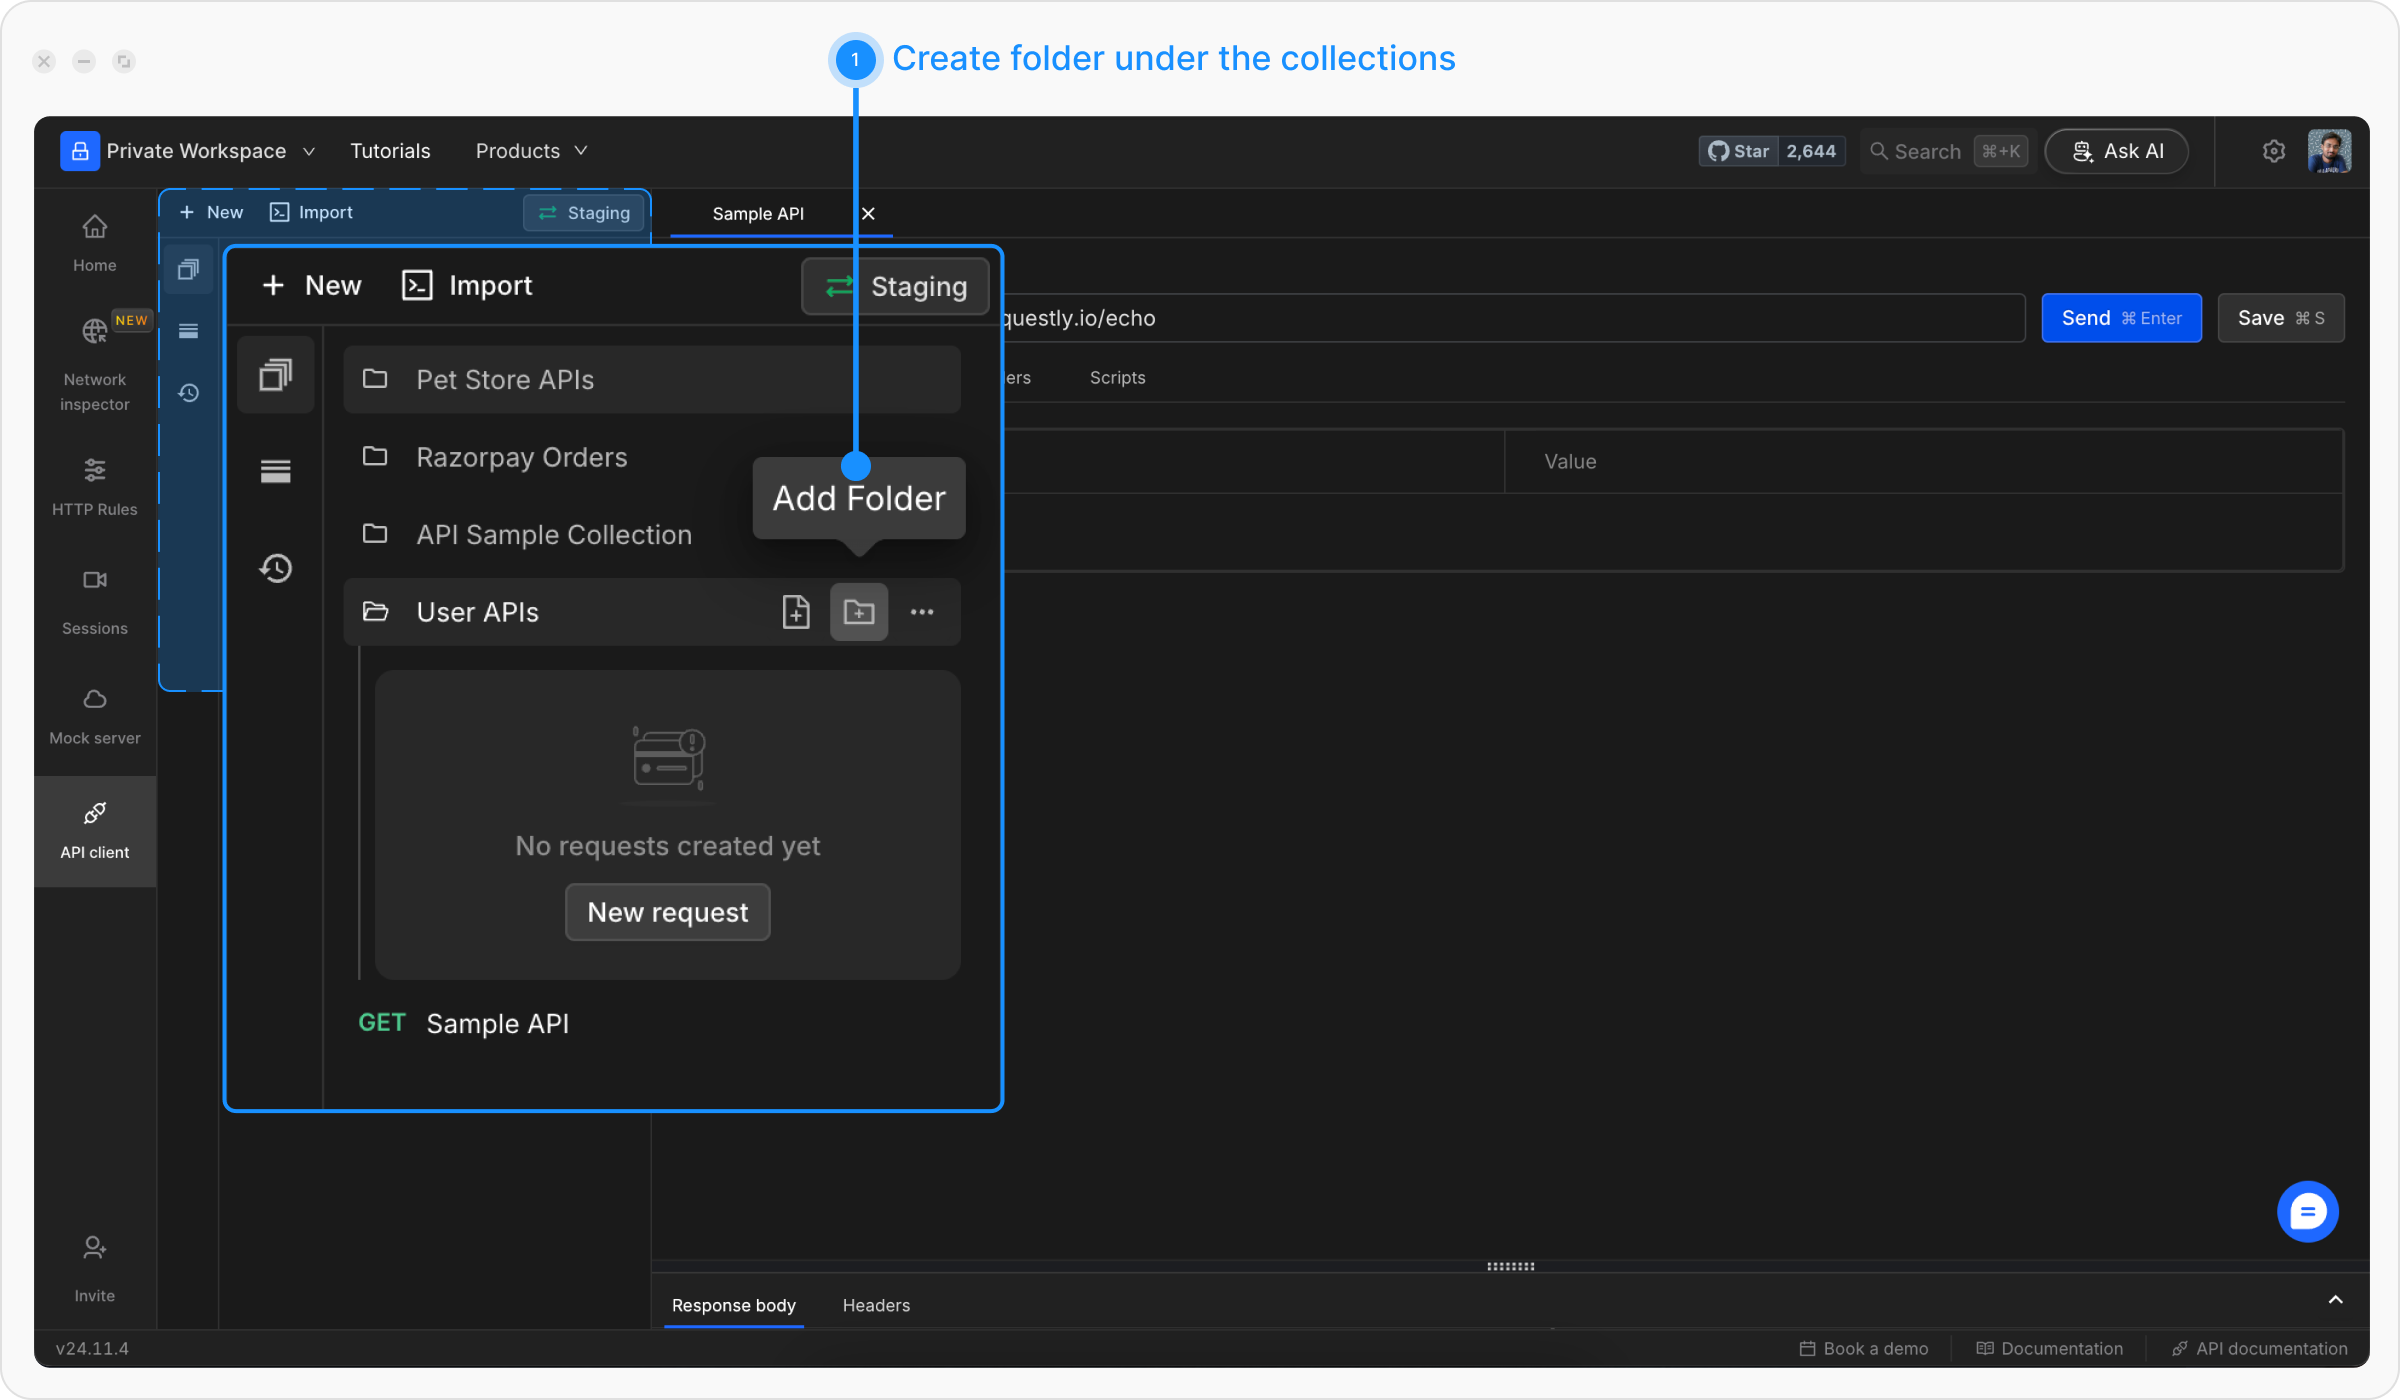 1 Create folder under the collections
Private Workspace
Tutorials
Products
Star 2,644
Search ⌘+K
Ask AI
+ New
Import
Staging
Sample API
Home
NEW
Network
inspector
HTTP Rules
Sessions
Mock server
API client
Invite
+ New
Import
Staging
Pet Store APIs
Razorpay Orders
API Sample Collection
Add Folder
User APIs
No requests created yet
New request
GET Sample API
questly.io/echo
Send ⌘ Enter
Save ⌘ S
ers
Scripts
Value
Response body
Headers
v24.11.4
Book a demo
Documentation
API documentation